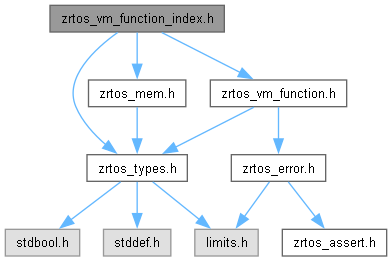 zrtos_vm_function_index.h
zrtos_mem.h
zrtos_vm_function.h
zrtos_types.h
zrtos_error.h
stdbool.h
stddef.h
limits.h
zrtos_assert.h